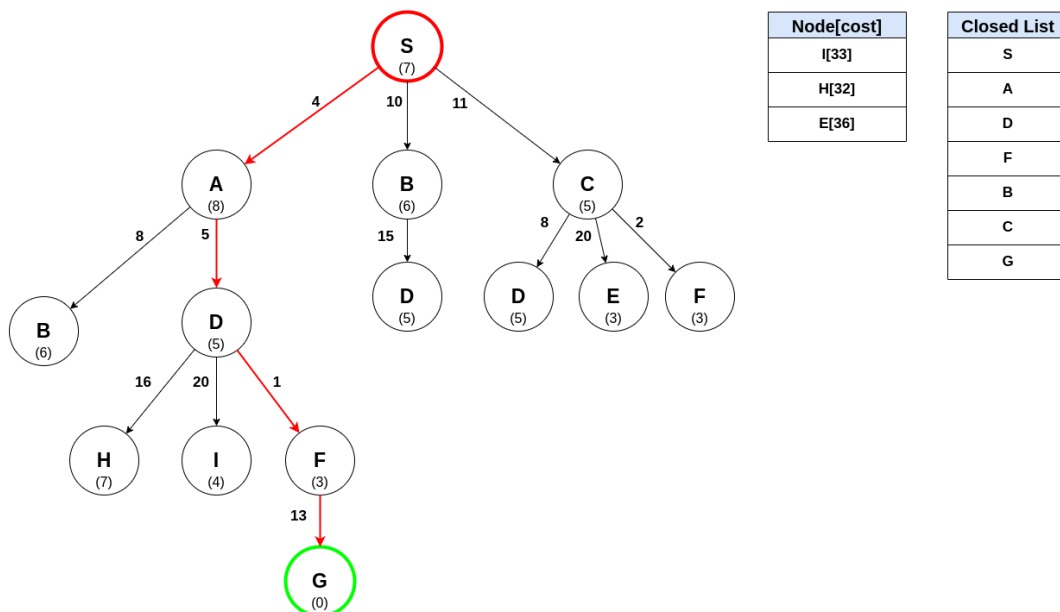 S
(7)
4
10
11
A
(8)
B
(6)
C
(5)
8
5
15
8
20
2
B
(6)
D
(5)
D
(5)
D
(5)
E
(3)
F
(3)
16
20
1
H
(7)
I
(4)
F
(3)
13
G
(0)
Node[cost]
I[33]
H[32]
E[36]
Closed List
S
A
D
F
B
C
G